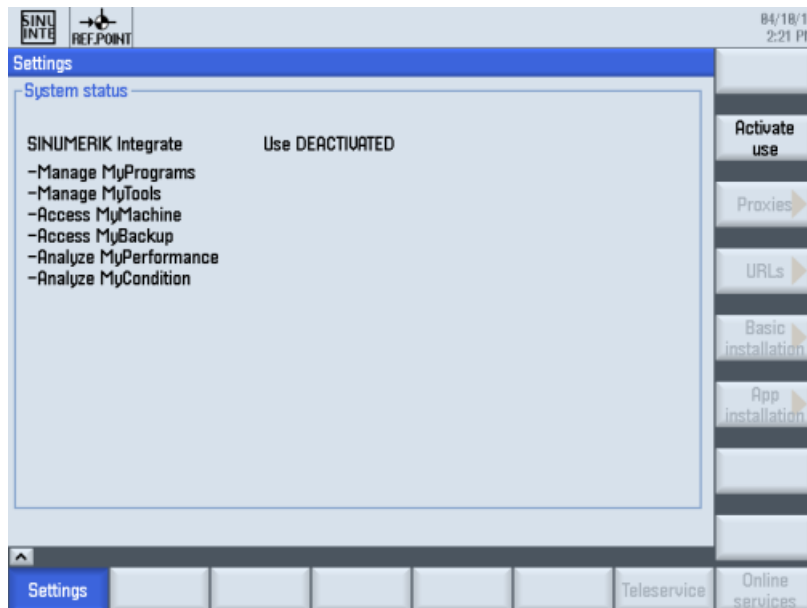 SINU
INTE
REF.POINT
04/18/1
2:21 P
Settings
System status
SINUMERIK Integrate Use DEACTIVATED
-Manage MyPrograms
-Manage MyTools
-Access MyMachine
-Access MyBackup
-Analyze MyPerformance
-Analyze MyCondition
Activate
use
Proxies
URLs
Basic
installation
App
installation
Settings
Teleservice
Online
services